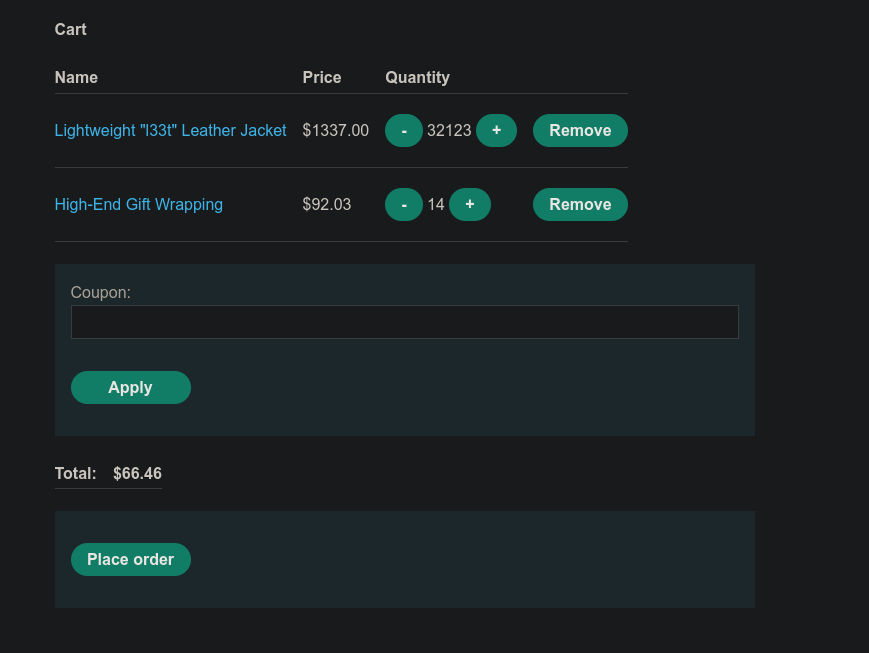 Cart
Name Price Quantity
Lightweight "l33t" Leather Jacket $1337.00 - 32123 + Remove
High-End Gift Wrapping $92.03 - 14 + Remove
Coupon:
Apply
Total: $66.46
Place order